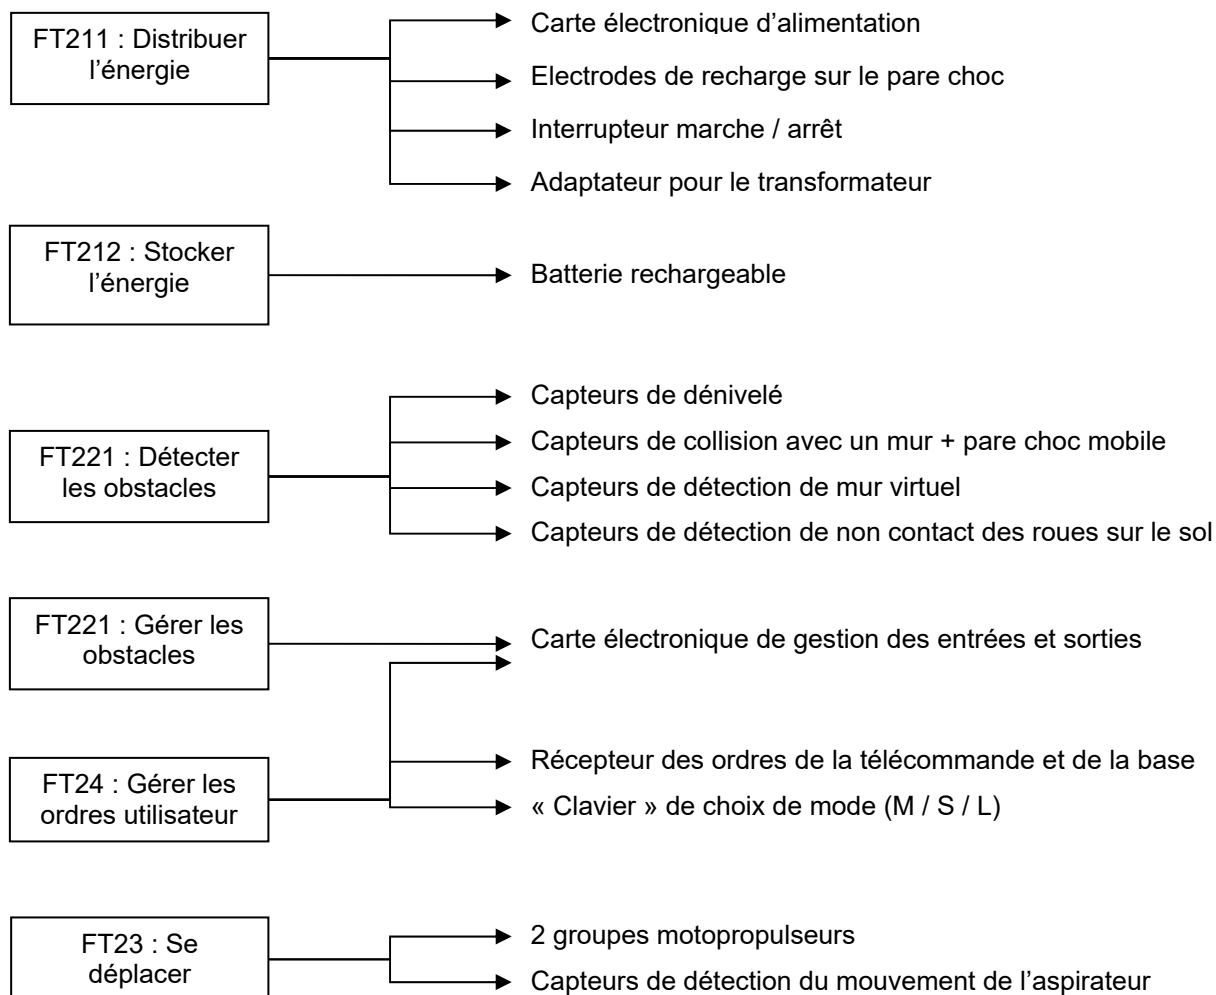 FT211 : Distribuer
l’énergie
Carte électronique d’alimentation
Electrodes de recharge sur le pare choc
Interrupteur marche / arrêt
Adaptateur pour le transformateur
FT212 : Stocker
l’énergie
Batterie rechargeable
FT221 : Détecter
les obstacles
Capteurs de dénivelé
Capteurs de collision avec un mur + pare choc mobile
Capteurs de détection de mur virtuel
Capteurs de détection de non contact des roues sur le sol
FT221 : Gérer les
obstacles
Carte électronique de gestion des entrées et sorties
FT24 : Gérer les
ordres utilisateur
Récepteur des ordres de la télécommande et de la base
« Clavier » de choix de mode (M / S / L)
FT23 : Se
déplacer
2 groupes motopropulseurs
Capteurs de détection du mouvement de l’aspirateur